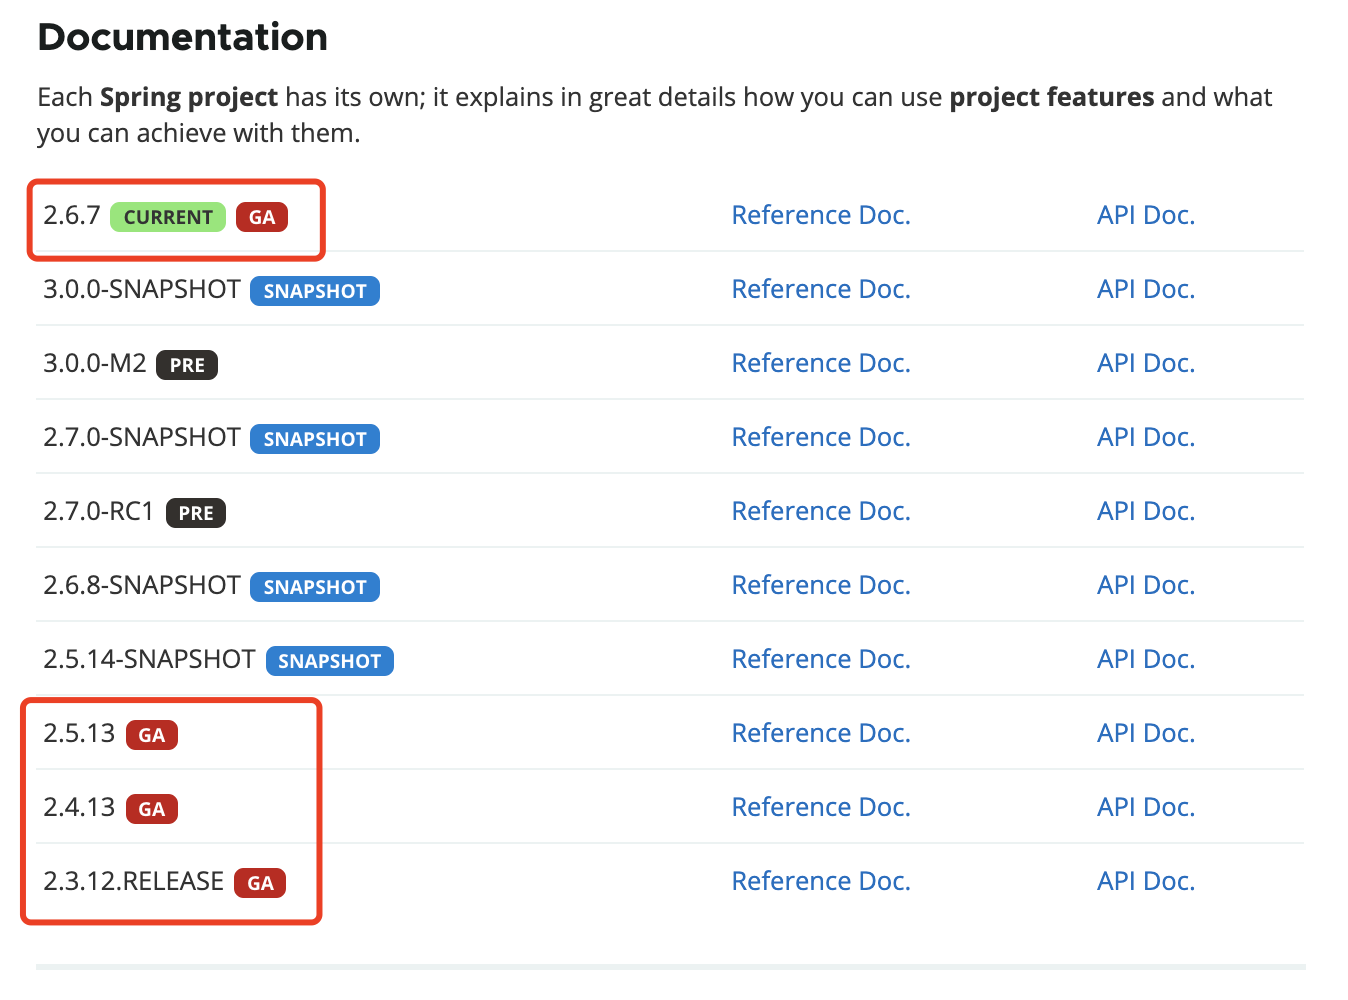 Documentation
Each Spring project has its own; it explains in great details how you can use project features and what
you can achieve with them.
2.6.7 CURRENT GA Reference Doc. API Doc.
3.0.0-SNAPSHOT SNAPSHOT Reference Doc. API Doc.
3.0.0-M2 PRE Reference Doc. API Doc.
2.7.0-SNAPSHOT SNAPSHOT Reference Doc. API Doc.
2.7.0-RC1 PRE Reference Doc. API Doc.
2.6.8-SNAPSHOT SNAPSHOT Reference Doc. API Doc.
2.5.14-SNAPSHOT SNAPSHOT Reference Doc. API Doc.
2.5.13 GA Reference Doc. API Doc.
2.4.13 GA Reference Doc. API Doc.
2.3.12.RELEASE GA Reference Doc. API Doc.